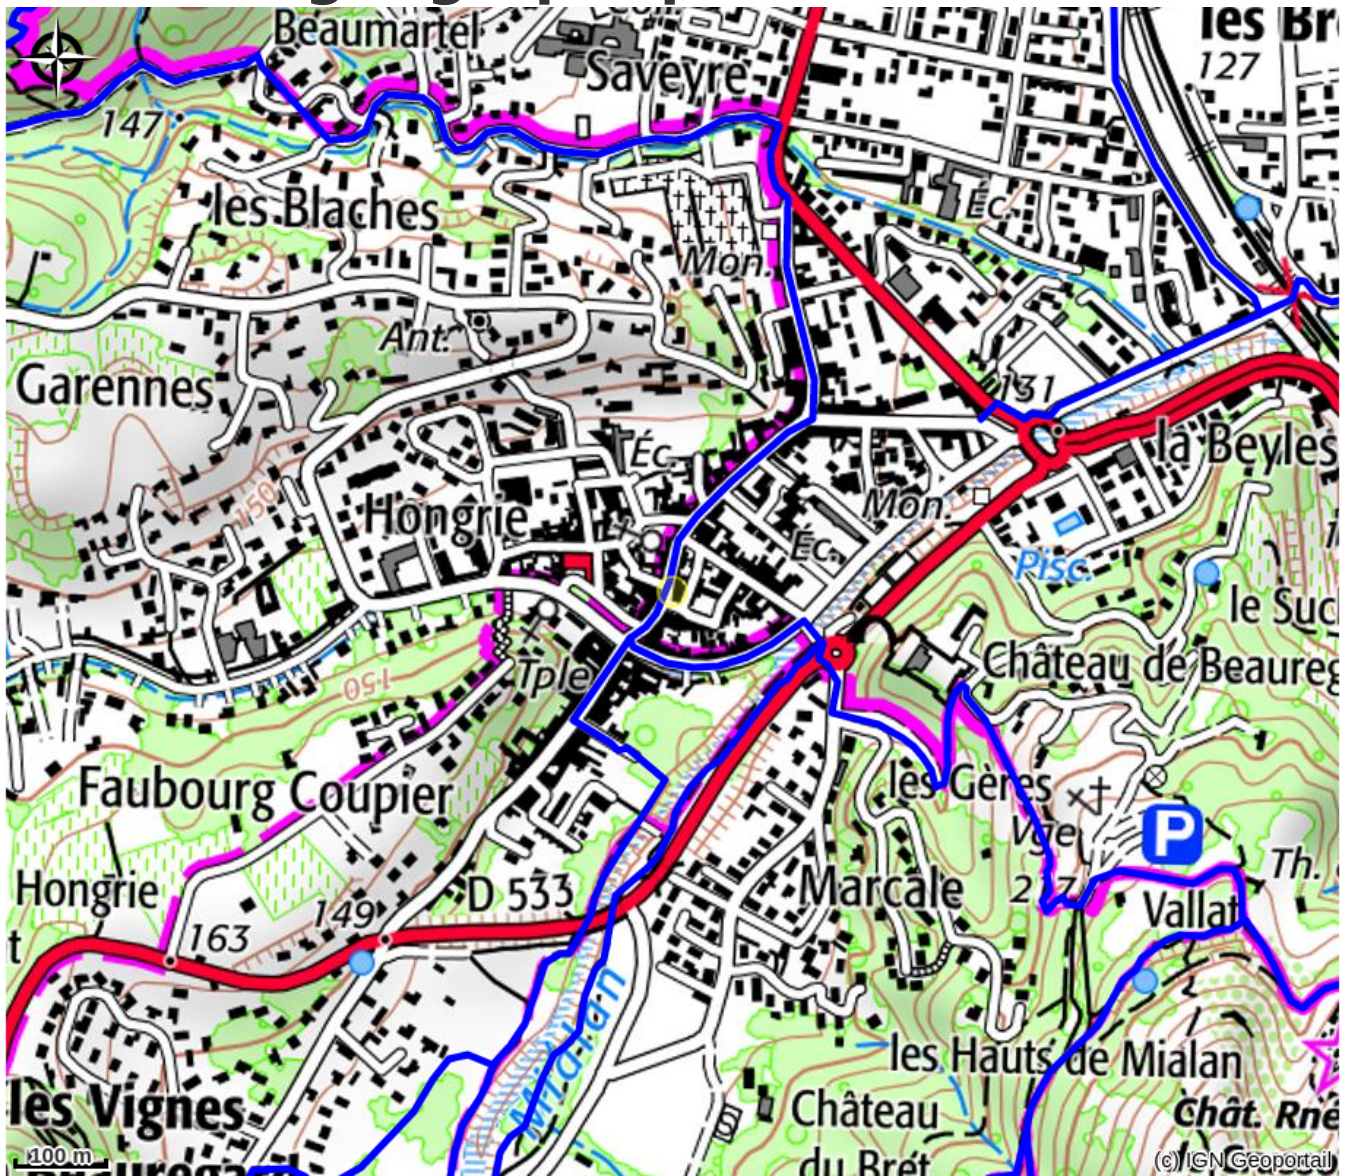 Beaumartel
les Br
127
Saveyre
147
Éc.
les Blaches
Mon.
Ant.
Garennes
131
la Beyles
Éc.
150
Hongrie
Mon.
Éc.
Pisc.
le Suc
Tple
Château de Beaureg
150
Faubourg Coupier
les Gères
Vge
P
Th.
Hongrie
149
D 533
Marcale
217
Vallat
t
163
Mialan
les Hauts de Mialan
les Vignes
Château
du Brét
Chât. Rné
100 m
(c) IGN Geoportail